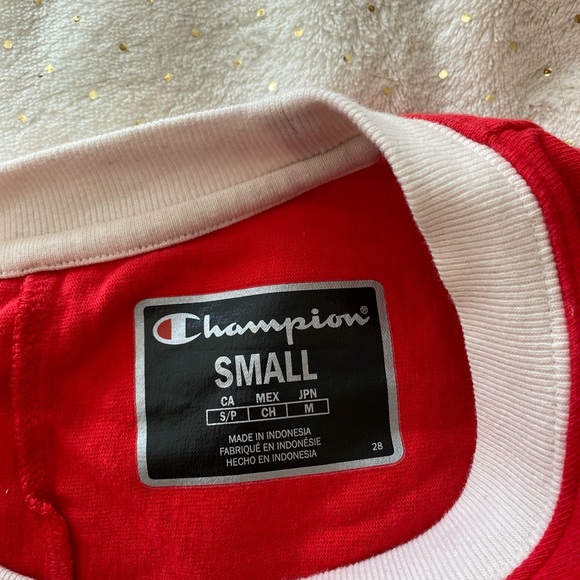 Champion®
SMALL
CA MEX JPN
S/P CH M
MADE IN INDONESIA
FABRIQUÉ EN INDONÉSIE
HECHO EN INDONESIA
28